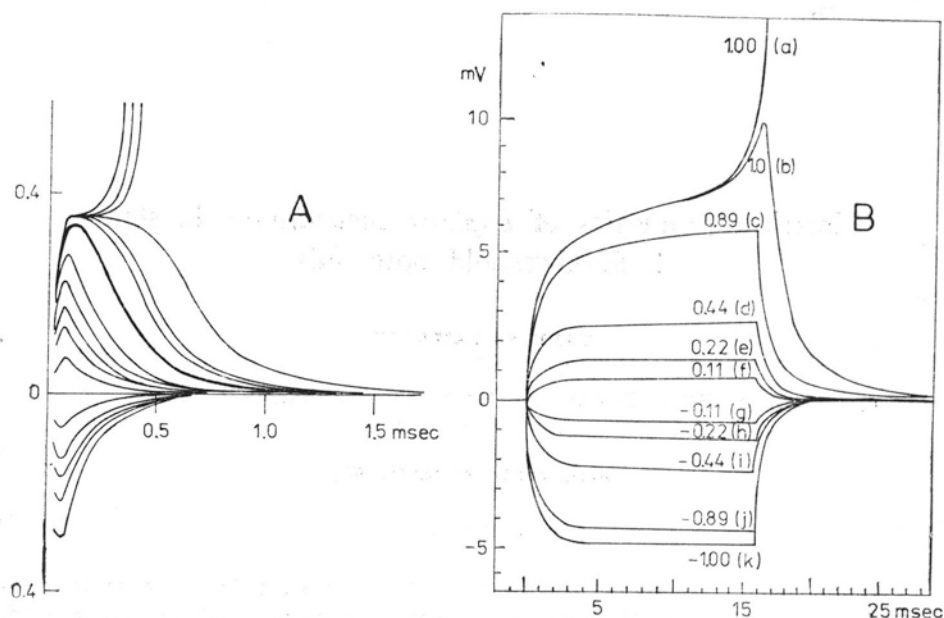 0.4
A
0
0.5
1.0
1.5 msec
0.4
mV
1.00 (a)
10
1.0 (b)
B
0.89 (c)
5
0.44 (d)
0.22 (e)
0.11 (f)
0
-0.11 (g)
-0.22 (h)
-0.44 (i)
-0.89 (j)
-5
-1.00 (k)
5
15
25 msec